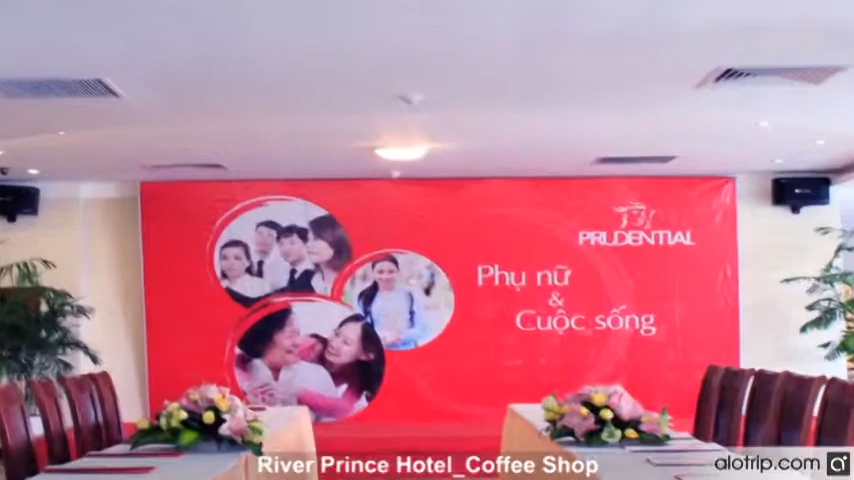 PRUDENTIAL
Phụ nữ
&
Cuộc sống
River Prince Hotel_Coffee Shop
alotrip.com